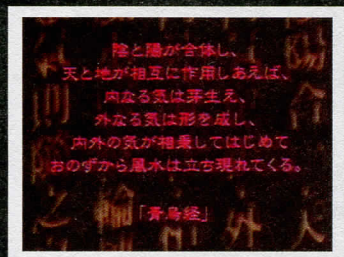 陰と陽が合体し、
天と地が相互に作用しあえば、
内なる気は芽生え、
外なる気は形を成し、
内外の気が相乗してはじめて
おのずから風水は立ち現れてくる。
「青烏経」